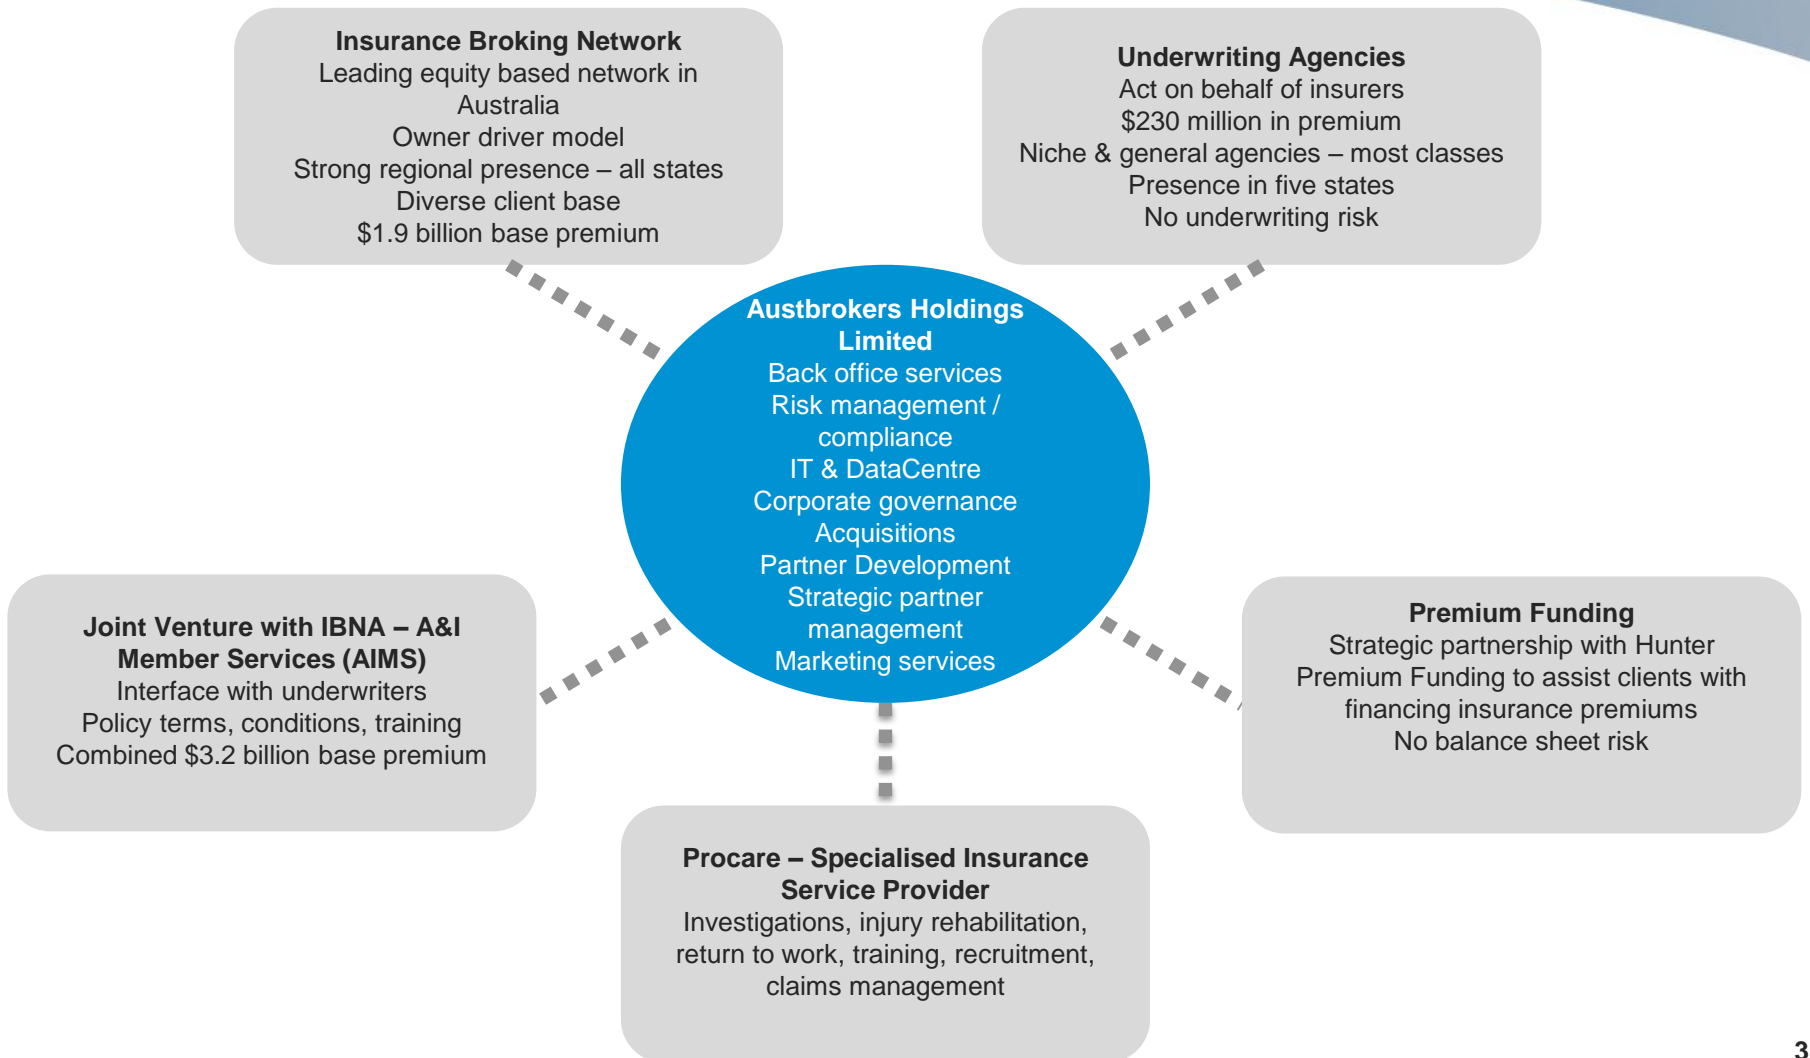 Insurance Broking Network
Leading equity based network in
Australia
Owner driver model
Strong regional presence – all states
Diverse client base
$1.9 billion base premium
Underwriting Agencies
Act on behalf of insurers
$230 million in premium
Niche & general agencies – most classes
Presence in five states
No underwriting risk
Austbrokers Holdings
Limited
Back office services
Risk management /
compliance
IT & DataCentre
Corporate governance
Acquisitions
Partner Development
Strategic partner
management
Marketing services
Joint Venture with IBNA – A&I
Member Services (AIMS)
Interface with underwriters
Policy terms, conditions, training
Combined $3.2 billion base premium
Premium Funding
Strategic partnership with Hunter
Premium Funding to assist clients with
financing insurance premiums
No balance sheet risk
Procare – Specialised Insurance
Service Provider
Investigations, injury rehabilitation,
return to work, training, recruitment,
claims management
3